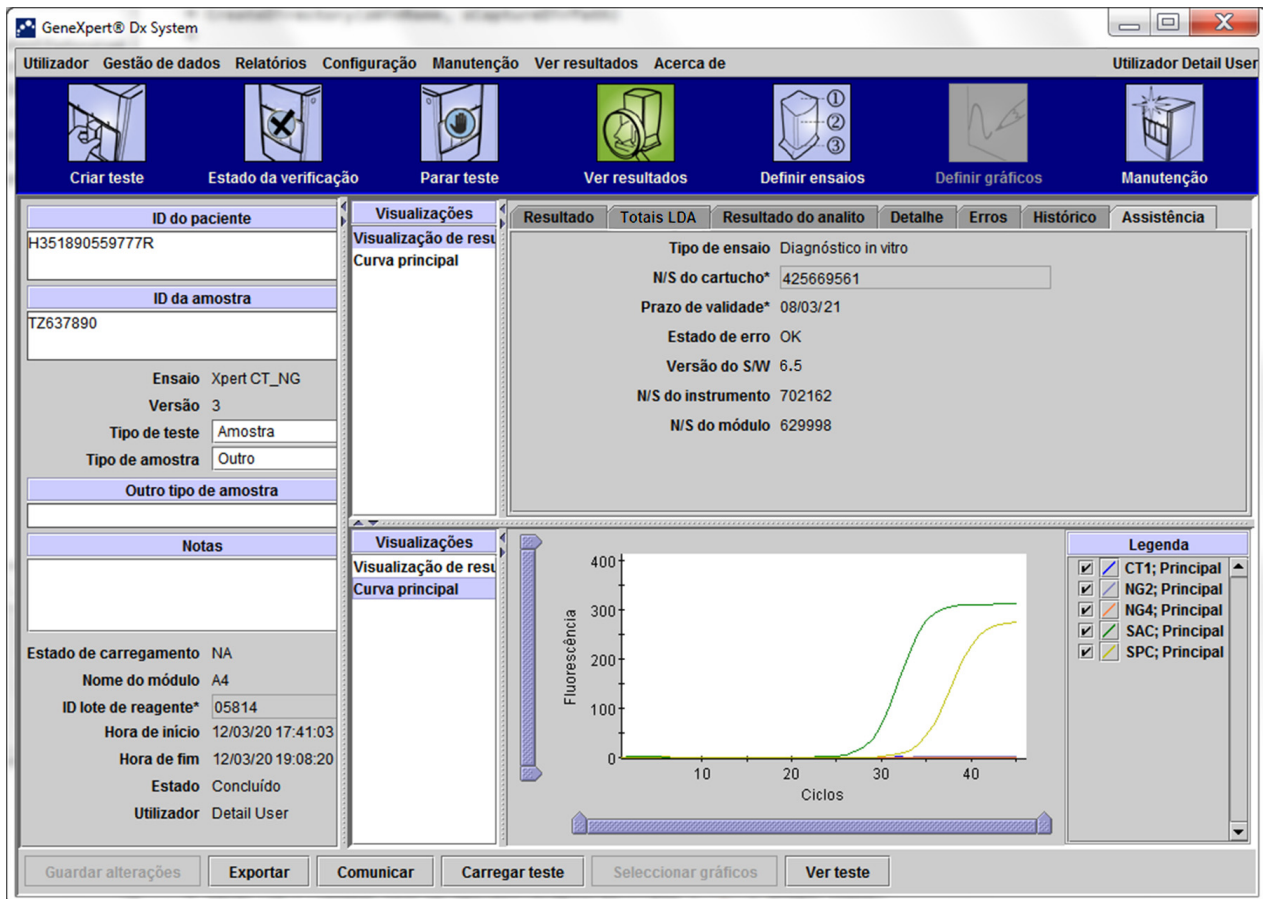 GeneXpert® Dx System
Utilizador Gestão de dados Relatórios Configuração Manutenção Ver resultados Acerca de Utilizador Detail User
Criar teste Estado da verificação Parar teste Ver resultados Definir ensaios Definir gráficos Manutenção
ID do paciente
H351890559777R
ID da amostra
TZ637890
Ensaio Xpert CT_NG
Versão 3
Tipo de teste Amostra
Tipo de amostra Outro
Outro tipo de amostra
Notas
Estado de carregamento NA
Nome do módulo A4
ID lote de reagente* 05814
Hora de início 12/03/20 17:41:03
Hora de fim 12/03/20 19:08:20
Estado Concluído
Utilizador Detail User
Visualizações
Visualização de resu
Curva principal
Resultado Totais LDA Resultado do analito Detalhe Erros Histórico Assistência
Tipo de ensaio Diagnóstico in vitro
N/S do cartucho* 425669561
Prazo de validade* 08/03/21
Estado de erro OK
Versão do S/W 6.5
N/S do instrumento 702162
N/S do módulo 629998
Visualizações
Visualização de resu
Curva principal
Fluorescência
400
300
200
100
0
10 20 30 40
Ciclos
Legenda
CT1; Principal
NG2; Principal
NG4; Principal
SAC; Principal
SPC; Principal
Guardar alterações Exportar Comunicar Carregar teste Seleccionar gráficos Ver teste